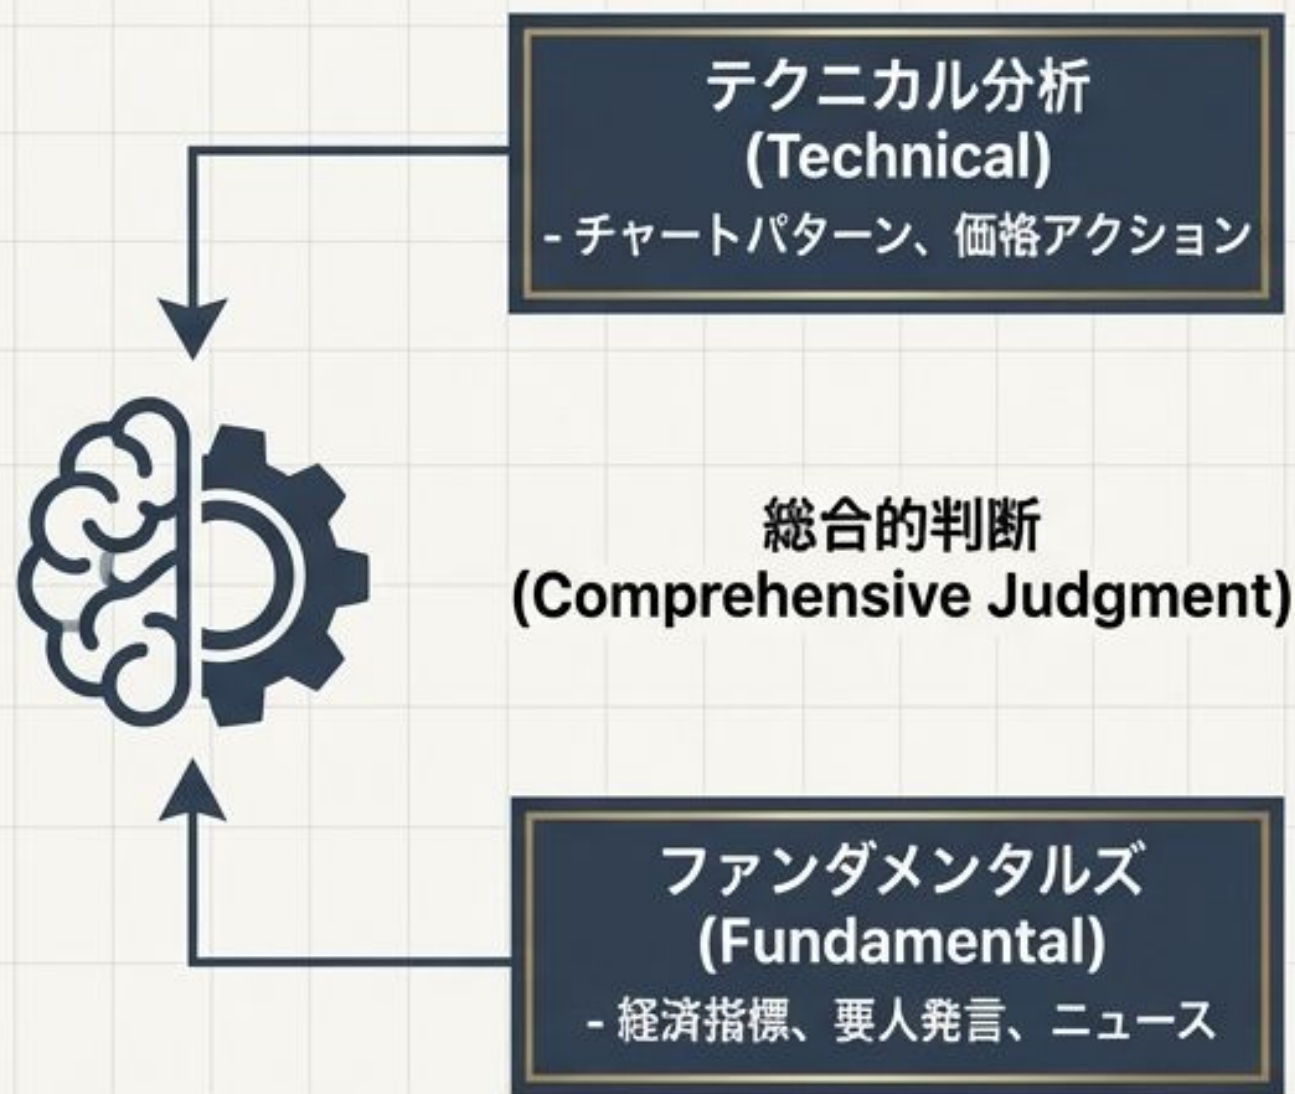 テクニカル分析
(Technical)
- チャートパターン、価格アクション
総合的判断
(Comprehensive Judgment)
ファンダメンタルズ
(Fundamental)
- 経済指標、要人発言、ニュース